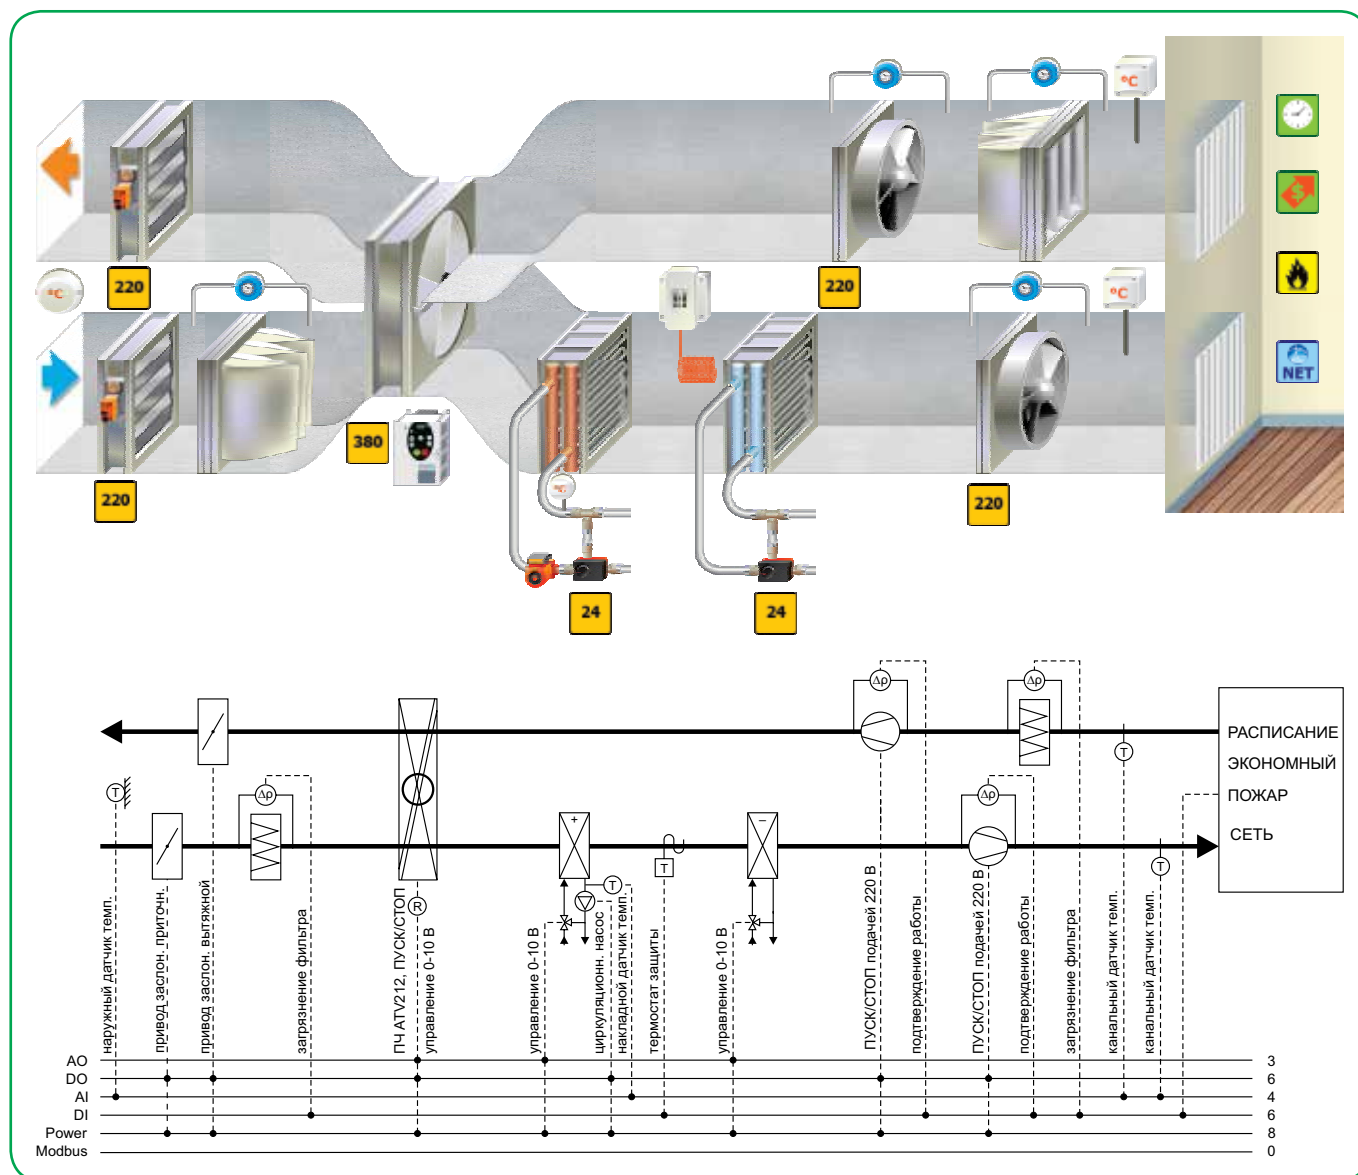 °C
°C
220
220
°C
NET
380
220
220
°C
24
24
Δρ
Δρ
РАСПИСАНИЕ
T
ЭКОНОМНЫЙ
T
Δρ
Δρ
ПОЖАР
+
–
СЕТЬ
T
T
T
R
наружный датчик темп.
привод заслон. приточн.
привод заслон. вытяжной
загрязнение фильтра
ПЧ ATV212, ПУСК/СТОП
управление 0-10 В
управление 0-10 В
циркуляционн. насос
накладной датчик темп.
термостат защиты
управление 0-10 В
ПУСК/СТОП подачей 220 В
подтверждение работы
ПУСК/СТОП подачей 220 В
подтверждение работы
загрязнение фильтра
канальный датчик темп.
канальный датчик темп.
AO 3
DO 6
AI 4
DI 6
Power 8
Modbus 0